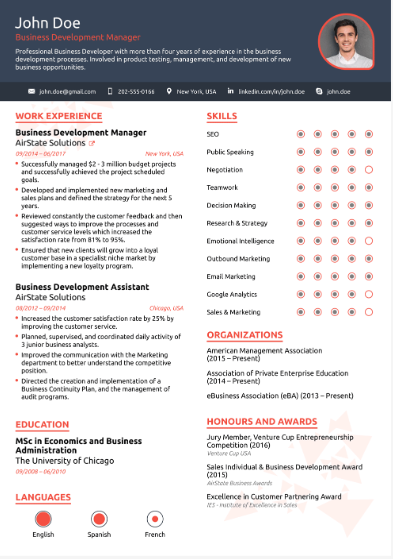 John Doe
Business Development Manager
Professional Business Developer with more than four years of experience in the business
development processes. Involved in product testing, management, and development of new
business opportunities.
john.doe@gmail.com 202-555-0166 New York, USA linkedin.com/in/john.doe john.doe
WORK EXPERIENCE
Business Development Manager
AirState Solutions
09/2014 – 06/2017 New York, USA
Successfully managed $2 - 3 million budget projects
and successfully achieved the project scheduled
goals.
Developed and implemented new marketing and
sales plans and defined the strategy for the next 5
years.
Reviewed constantly the customer feedback and then
suggested ways to improve the processes and
customer service levels which increased the
satisfaction rate from 81% to 95%.
Ensured that new clients will grow into a loyal
customer base in a specialist niche market by
implementing a new loyalty program.
Business Development Assistant
AirState Solutions
08/2012 – 09/2014 Chicago, USA
Increased the customer satisfaction rate by 25% by
improving the customer service.
Planned, supervised, and coordinated daily activity of
3 junior business analysts.
Improved the communication with the Marketing
department to better understand the competitive
position.
Directed the creation and implementation of a
Business Continuity Plan, and the management of
audit programs.
EDUCATION
MSc in Economics and Business
Administration
The University of Chicago
09/2008 – 06/2010
LANGUAGES
English Spanish French
SKILLS
SEO
Public Speaking
Negotiation
Teamwork
Decision Making
Research & Strategy
Emotional Intelligence
Outbound Marketing
Email Marketing
Google Analytics
Sales & Marketing
ORGANIZATIONS
American Management Association
(2015 – Present)
Association of Private Enterprise Education
(2014 – Present)
eBusiness Association (eBA) (2013 – Present)
HONOURS AND AWARDS
Jury Member, Venture Cup Entrepreneurship
Competition (2016)
Venture Cup USA
Sales Individual & Business Development Award
(2015)
AirState Business Awards
Excellence in Customer Partnering Award
IES - Institute of Excellence in Sales